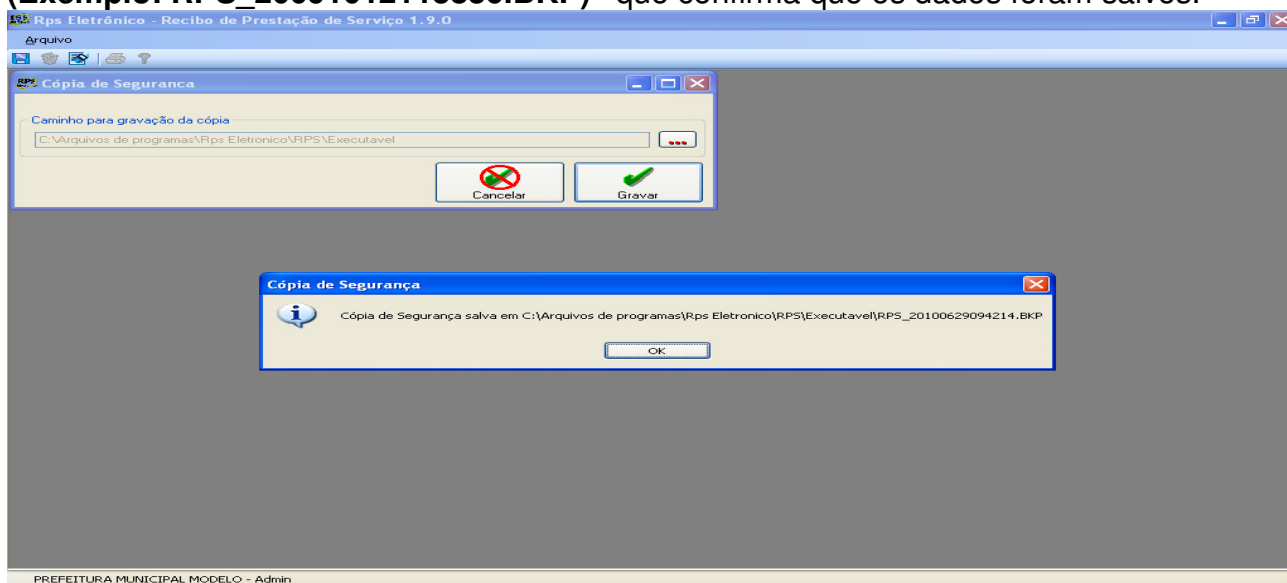 que confirma que os dados foram salvos.
Rps Eletrônico - Recibo de Prestação de Serviço 1.9.0
Arquivo
Cópia de Seguranca
Caminho para gravação da cópia
C:\Arquivos de programas\Rps Eletronico\RPS\Executavel
...
Cancelar
Gravar
Cópia de Segurança
Cópia de Segurança salva em C:\Arquivos de programas\Rps Eletronico\RPS\Executavel\RPS_20100629094214.BKP
OK
PREFEITURA MUNICIPAL MODELO - Admin